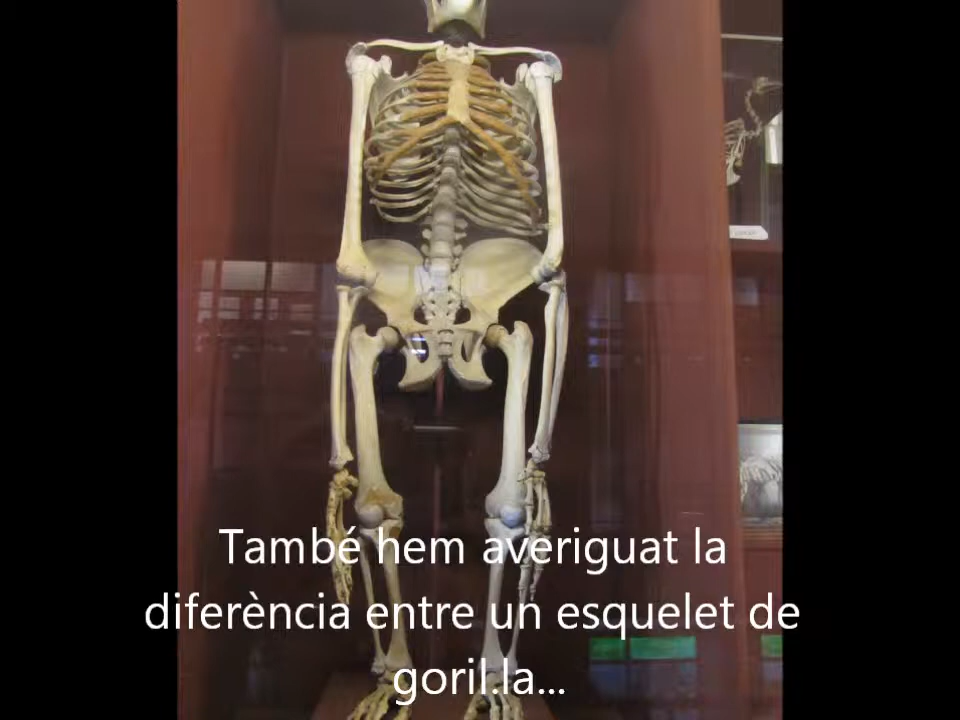 També hem averiguat la
diferència entre un esquelet de
goril.la...